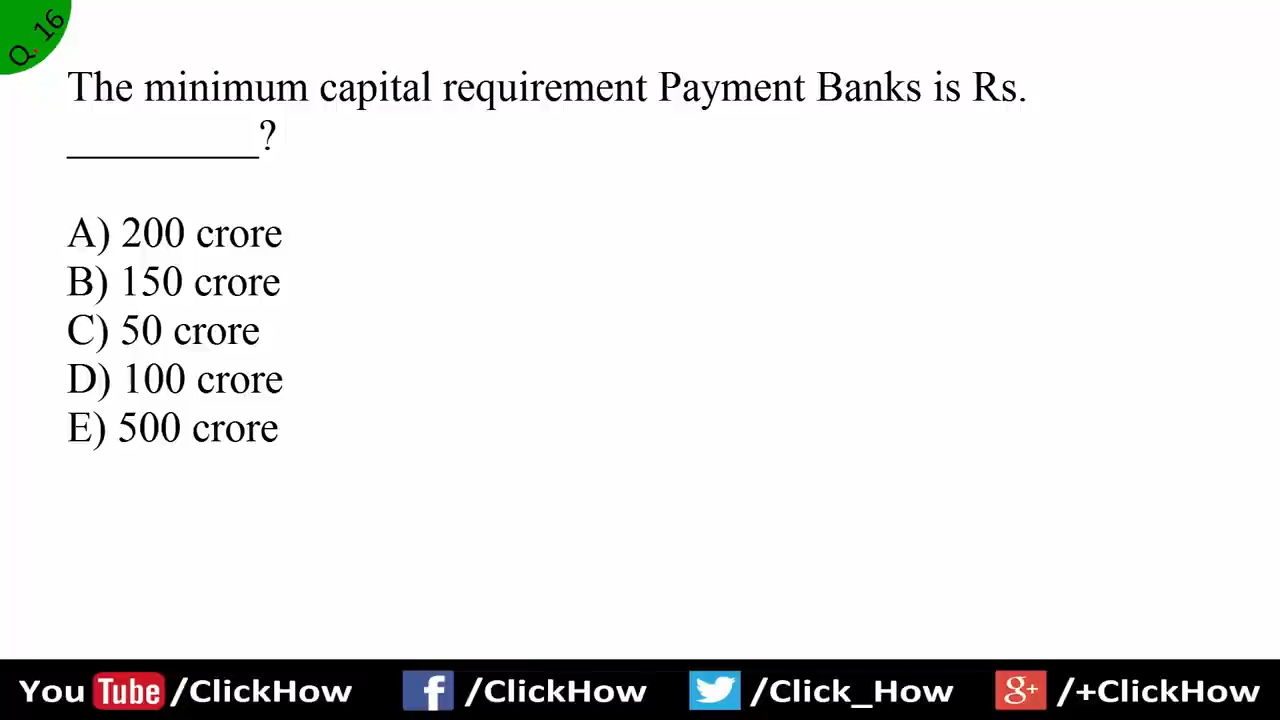 Q. 16
The minimum capital requirement Payment Banks is Rs.
_________?
A) 200 crore
B) 150 crore
C) 50 crore
D) 100 crore
E) 500 crore
You Tube /ClickHow f /ClickHow /Click_How g+ /+ClickHow